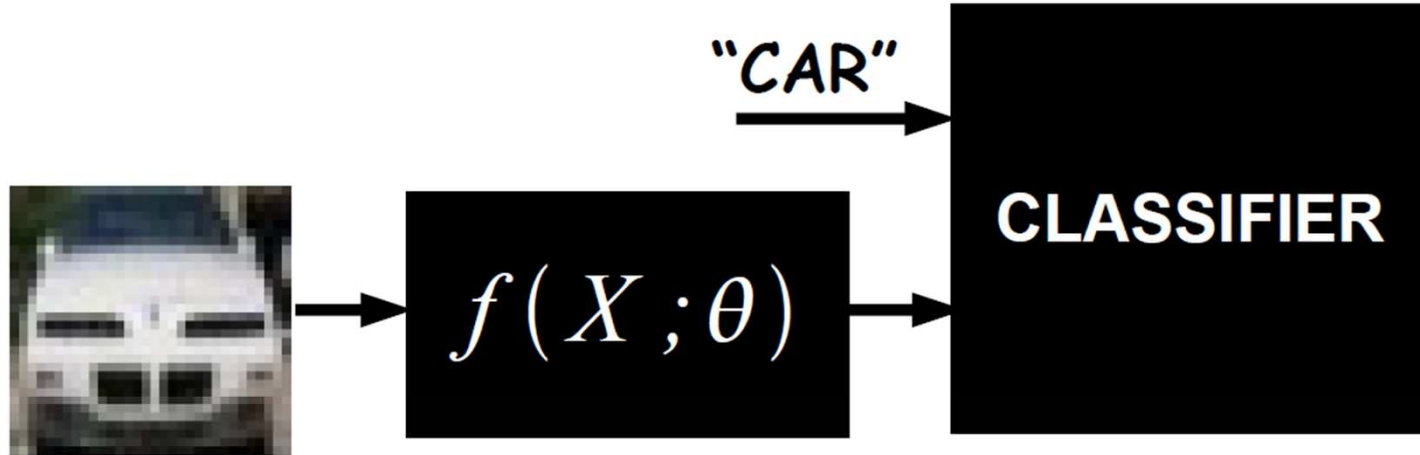 “CAR”
CLASSIFIER
f ( X ; θ )